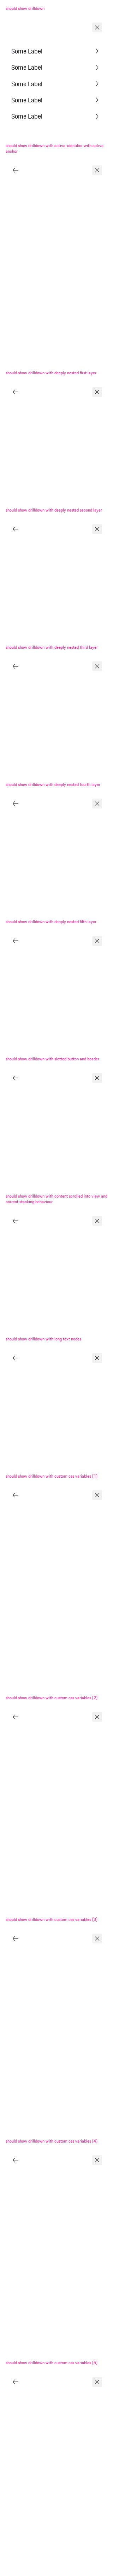 should show drilldown
Some Label
Some Label
Some Label
Some Label
Some Label
should show drilldown with active-identifier with active
anchor
should show drilldown with deeply nested first layer
should show drilldown with deeply nested second layer
should show drilldown with deeply nested third layer
should show drilldown with deeply nested fourth layer
should show drilldown with deeply nested fifth layer
should show drilldown with slotted button and header
should show drilldown with content scrolled into view and
correct stacking behaviour
should show drilldown with long text nodes
should show drilldown with custom css variables [1]
should show drilldown with custom css variables [2]
should show drilldown with custom css variables [3]
should show drilldown with custom css variables [4]
should show drilldown with custom css variables [5]